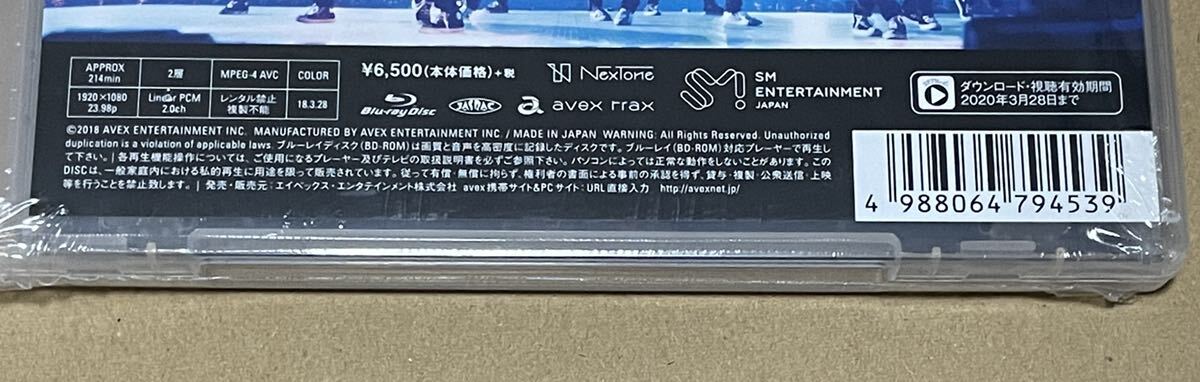 APPROX 214min
2層
MPEG-4 AVC
COLOR
1920×1080 23.98p
Linear PCM 2.0ch
レンタル禁止 複製不能
18.3.28
¥6,500(本体価格)+税
NexTone
SM ENTERTAINMENT JAPAN
Blu-ray Disc
JASRAC
avex trax
ダウンロード・視聴有効期間
2020年3月28日まで
©2018 AVEX ENTERTAINMENT INC. MANUFACTURED BY AVEX ENTERTAINMENT INC. / MADE IN JAPAN WARNING: All Rights Reserved. Unauthorized
duplication is a violation of applicable laws. ブルーレイディスク(BD-ROM)は画質と音声を高密度に記録したディスクです。ブルーレイ(BD-ROM)対応プレーヤーで再生し
て下さい。| 各再生機能操作については、ご使用になるプレーヤー及びテレビの取扱説明書を必ずご参照下さい。パソコンによっては正常な動作をしないことがあります。この
DISCは、一般家庭内における私的再生に用途を限って販売されています。従って有償・無償に拘らず、権利者の書面による事前の承認を得ず、貸与・複製・公衆送信・上映
等を行うことを禁止致します。| 発売・販売元:エイベックス・エンタテインメント株式会社 avex携帯サイト&PCサイト:URL直接入力 http://avexnet.jp/
4 988064 794539